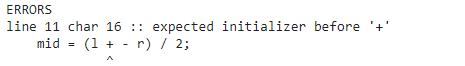 ERRORS
line 11 char 16 :: expected initializer before '+'
mid = (l + - r) / 2;
^